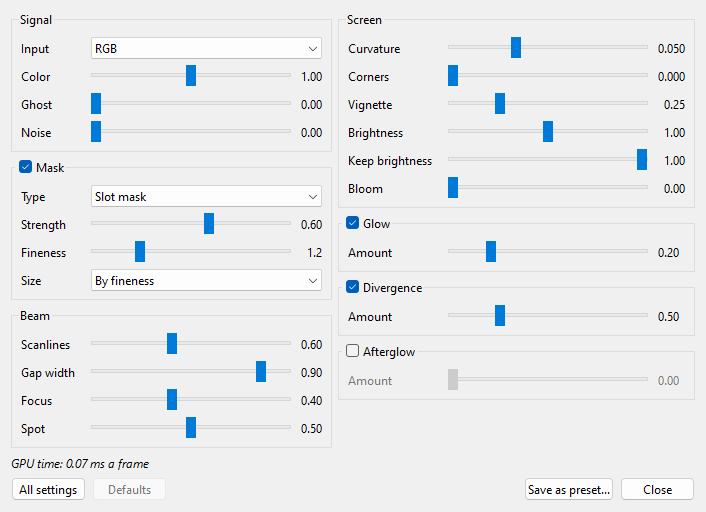 Signal
Input RGB
Color 1.00
Ghost 0.00
Noise 0.00
Mask
Type Slot mask
Strength 0.60
Fineness 1.2
Size By fineness
Beam
Scanlines 0.60
Gap width 0.90
Focus 0.40
Spot 0.50
Screen
Curvature 0.050
Corners 0.000
Vignette 0.25
Brightness 1.00
Keep brightness 1.00
Bloom 0.00
Glow
Amount 0.20
Divergence
Amount 0.50
Afterglow
Amount 0.00
GPU time: 0.07 ms a frame
All settings Defaults Save as preset... Close